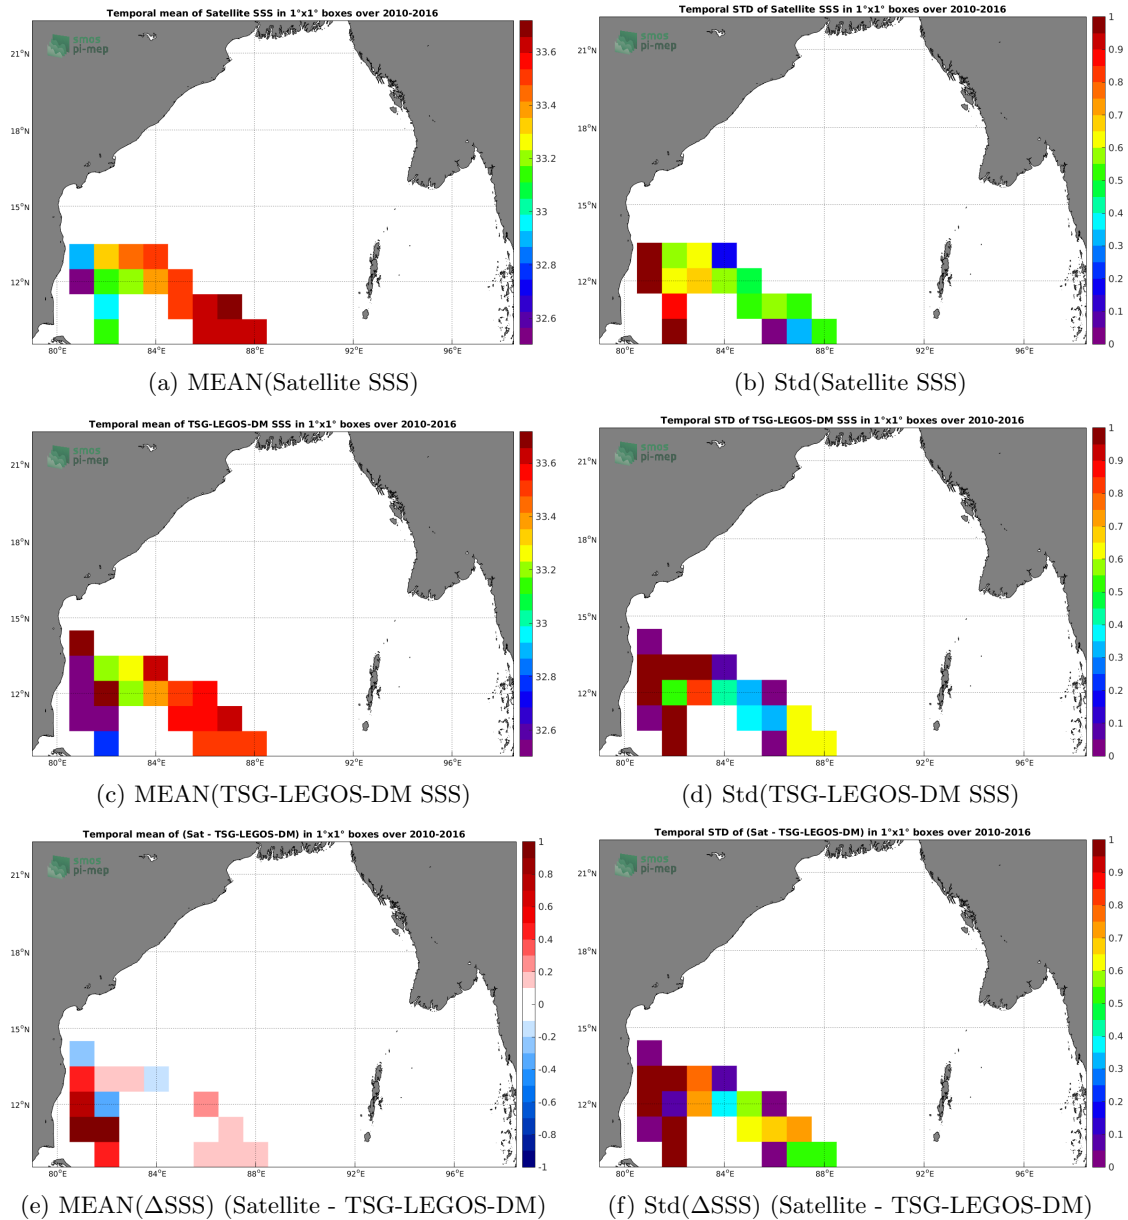 Temporal mean of Satellite SSS in 1°x1° boxes over 2010-2016
smos
pi-mep
21°N
18°N
15°N
12°N
80°E
84°E
88°E
92°E
96°E
33.6
33.4
33.2
33
32.8
32.6
(a) MEAN(Satellite SSS)
Temporal STD of Satellite SSS in 1°x1° boxes over 2010-2016
smos
pi-mep
21°N
18°N
15°N
12°N
80°E
84°E
88°E
92°E
96°E
1
0.9
0.8
0.7
0.6
0.5
0.4
0.3
0.2
0.1
0
(b) Std(Satellite SSS)
Temporal mean of TSG-LEGOS-DM SSS in 1°x1° boxes over 2010-2016
smos
pi-mep
21°N
18°N
15°N
12°N
80°E
84°E
88°E
92°E
96°E
33.6
33.4
33.2
33
32.8
32.6
(c) MEAN(TSG-LEGOS-DM SSS)
Temporal STD of TSG-LEGOS-DM SSS in 1°x1° boxes over 2010-2016
smos
pi-mep
21°N
18°N
15°N
12°N
80°E
84°E
88°E
92°E
96°E
1
0.9
0.8
0.7
0.6
0.5
0.4
0.3
0.2
0.1
0
(d) Std(TSG-LEGOS-DM SSS)
Temporal mean of (Sat - TSG-LEGOS-DM) in 1°x1° boxes over 2010-2016
smos
pi-mep
21°N
18°N
15°N
12°N
80°E
84°E
88°E
92°E
96°E
1
0.8
0.6
0.4
0.2
0
-0.2
-0.4
-0.6
-0.8
-1
(e) MEAN(ΔSSS) (Satellite - TSG-LEGOS-DM)
Temporal STD of (Sat - TSG-LEGOS-DM) in 1°x1° boxes over 2010-2016
smos
pi-mep
21°N
18°N
15°N
12°N
80°E
84°E
88°E
92°E
96°E
1
0.9
0.8
0.7
0.6
0.5
0.4
0.3
0.2
0.1
0
(f) Std(ΔSSS) (Satellite - TSG-LEGOS-DM)